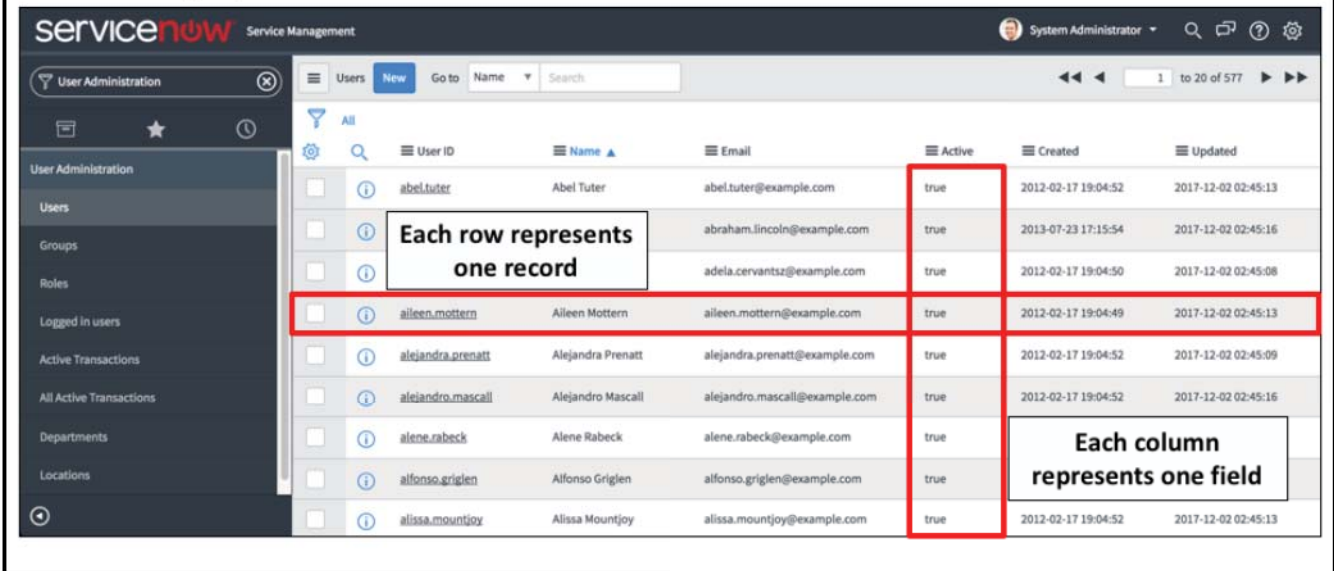 servicenow Service Management
System Administrator
User Administration
Users New Go to Name Search
1 to 20 of 577
All
User ID Name Email Active Created Updated
User Administration
Users
Groups
Roles
Logged in users
Active Transactions
All Active Transactions
Departments
Locations
abel.tuter Abel Tuter abel.tuter@example.com true 2012-02-17 19:04:52 2017-12-02 02:45:13
abraham.lincoln@example.com true 2013-07-23 17:15:54 2017-12-02 02:45:16
adela.cervantsz@example.com true 2012-02-17 19:04:50 2017-12-02 02:45:08
Each row represents
one record
aileen.mottern Aileen Mottern aileen.mottern@example.com true 2012-02-17 19:04:49 2017-12-02 02:45:13
alejandra.prenatt Alejandra Prenatt alejandra.prenatt@example.com true 2012-02-17 19:04:52 2017-12-02 02:45:09
alejandro.mascall Alejandro Mascall alejandro.mascall@example.com true 2012-02-17 19:04:52 2017-12-02 02:45:16
alene.rabeck Alene Rabeck alene.rabeck@example.com true
alfonso.griglen Alfonso Griglen alfonso.griglen@example.com true
Each column
represents one field
alissa.mountjoy Alissa Mountjoy alissa.mountjoy@example.com true 2012-02-17 19:04:52 2017-12-02 02:45:13